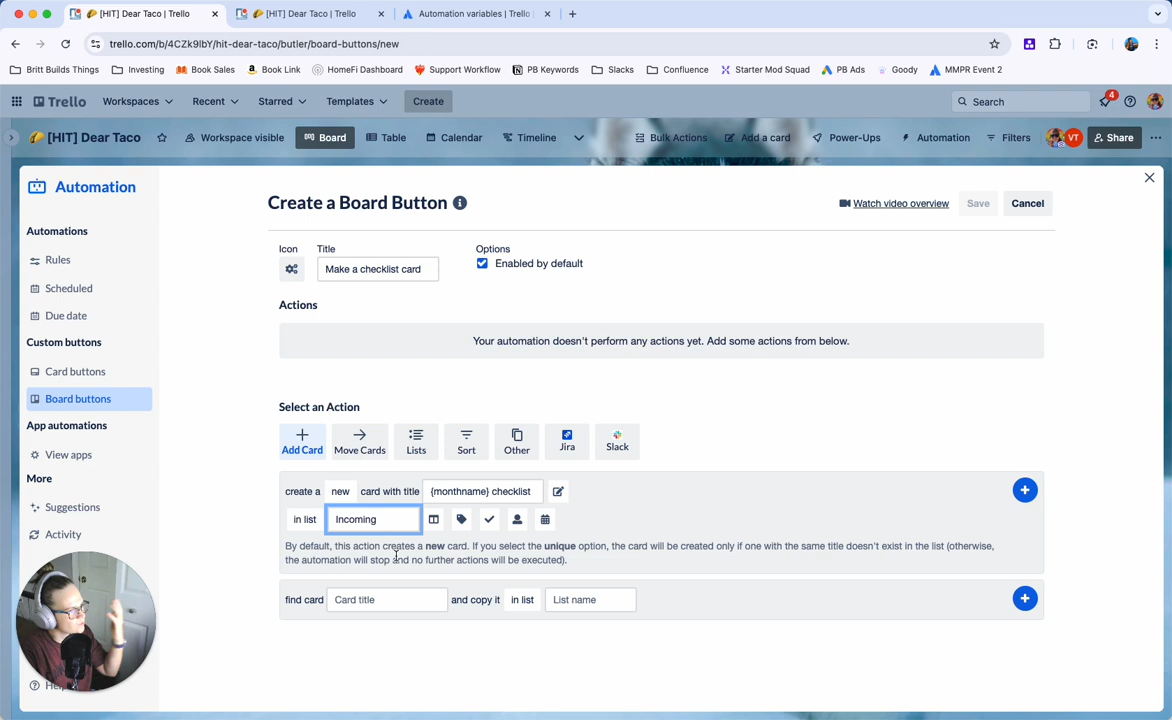 [HIT] Dear Taco | Trello
[HIT] Dear Taco | Trello
Automation variables | Trello
trello.com/b/4CZk9lbY/hit-dear-taco/butler/board-buttons/new
Britt Builds Things
Investing
Book Sales
Book Link
HomeFi Dashboard
Support Workflow
PB Keywords
Slacks
Confluence
Starter Mod Squad
PB Ads
Goody
MMPR Event 2
Trello
Workspaces
Recent
Starred
Templates
Create
Search
4
[HIT] Dear Taco
Workspace visible
Board
Table
Calendar
Timeline
Bulk Actions
Add a card
Power-Ups
Automation
Filters
VT
Share
Automation
Automations
Rules
Scheduled
Due date
Custom buttons
Card buttons
Board buttons
App automations
View apps
More
Suggestions
Activity
Create a Board Button
Watch video overview
Save
Cancel
Icon
Title
Options
Make a checklist card
Enabled by default
Actions
Your automation doesn't perform any actions yet. Add some actions from below.
Select an Action
Add Card
Move Cards
Lists
Sort
Other
Jira
Slack
create a new card with title {monthname} checklist
in list Incoming
By default, this action creates a new card. If you select the unique option, the card will be created only if one with the same title doesn't exist in the list (otherwise,
the automation will stop and no further actions will be executed).
find card Card title and copy it in list List name